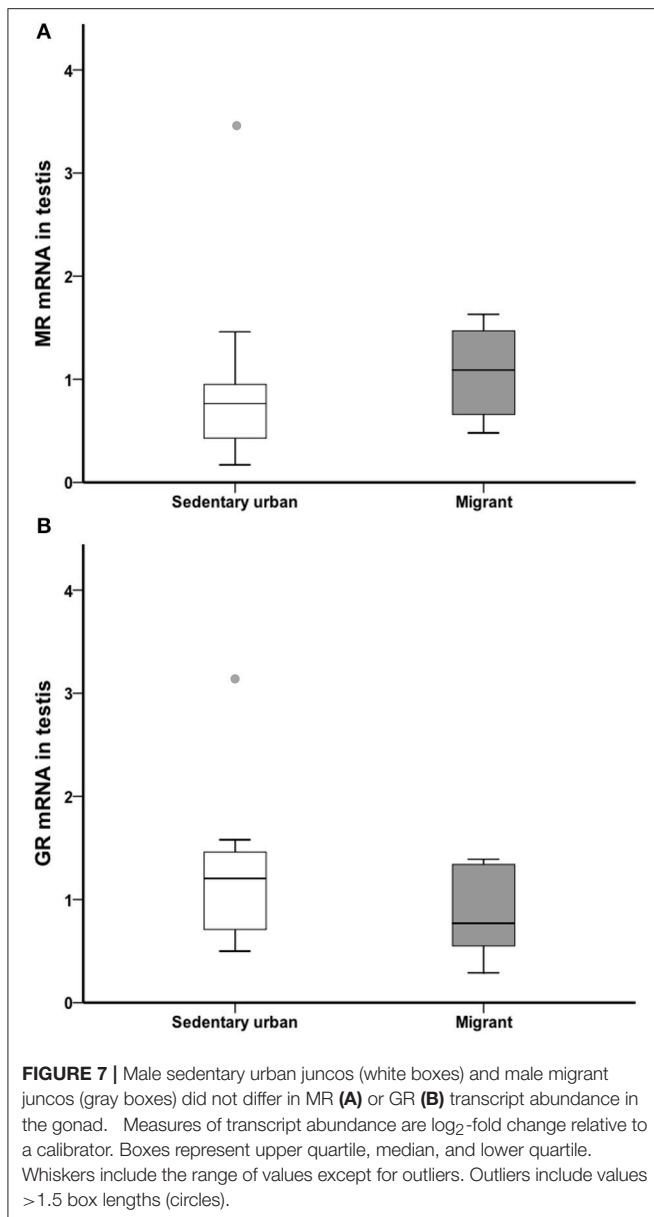 A
4
3
2
1
0
MR mRNA in testis
Sedentary urban Migrant
B
4
3
2
1
0
GR mRNA in testis
Sedentary urban Migrant
FIGURE 7 | Male sedentary urban juncos (white boxes) and male migrant
juncos (gray boxes) did not differ in MR (A) or GR (B) transcript abundance in
the gonad. Measures of transcript abundance are log2-fold change relative to
a calibrator. Boxes represent upper quartile, median, and lower quartile.
Whiskers include the range of values except for outliers. Outliers include values
>1.5 box lengths (circles).